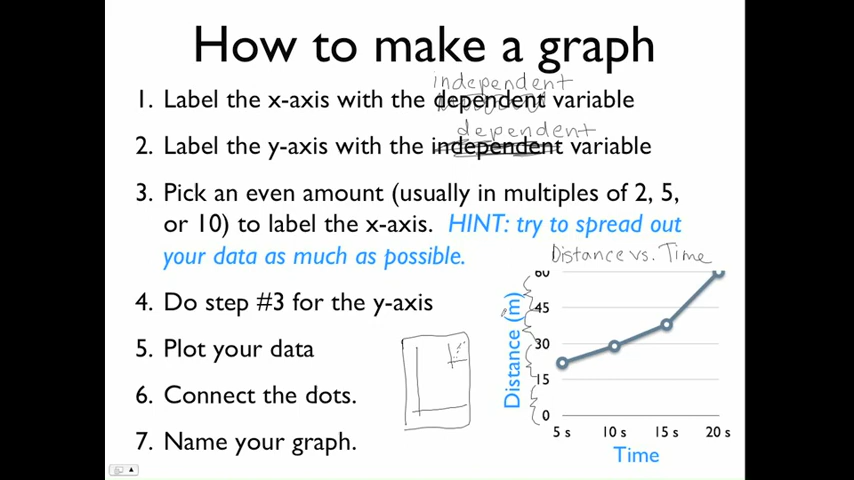 How to make a graph
independent
1. Label the x-axis with the dependent variable
dependent
2. Label the y-axis with the independent variable
3. Pick an even amount (usually in multiples of 2, 5,
or 10) to label the x-axis. HINT: try to spread out
your data as much as possible.
Distance vs. Time
4. Do step #3 for the y-axis
5. Plot your data
6. Connect the dots.
7. Name your graph.
Distance (m)
60
45
30
15
0
5 s 10 s 15 s 20 s
Time